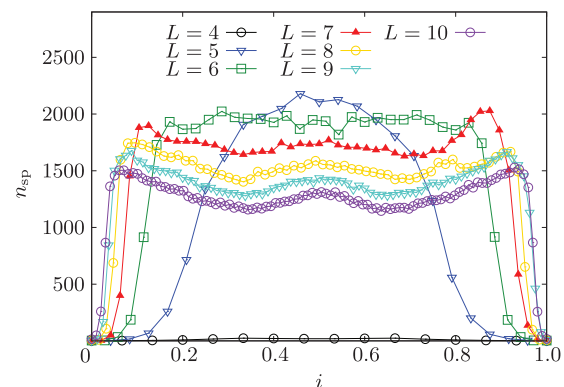 2500
2000
1500
1000
500
0
0.2
0.4
0.6
0.8
1.0
n_sp
i
L = 4
L = 5
L = 6
L = 7
L = 8
L = 9
L = 10